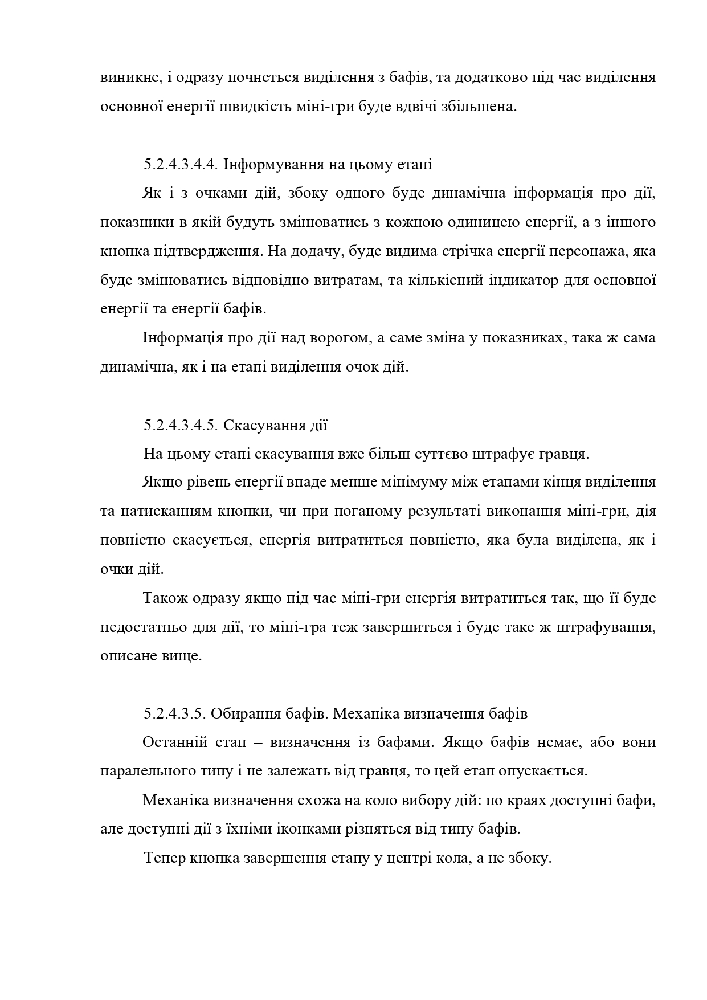 виникне, і одразу почнеться виділення з бафів, та додатково під час виділення
основної енергії швидкість міні-гри буде вдвічі збільшена.
5.2.4.3.4.4. Інформування на цьому етапі
Як і з очками дій, збоку одного буде динамічна інформація про дії,
показники в якій будуть змінюватись з кожною одиницею енергії, а з іншого
кнопка підтвердження. На додачу, буде видима стрічка енергії персонажа, яка
буде змінюватись відповідно витратам, та кількісний індикатор для основної
енергії та енергії бафів.
Інформація про дії над ворогом, а саме зміна у показниках, така ж сама
динамічна, як і на етапі виділення очок дій.
5.2.4.3.4.5. Скасування дії
На цьому етапі скасування вже більш суттєво штрафує гравця.
Якщо рівень енергії впаде менше мінімуму між етапами кінця виділення
та натисканням кнопки, чи при поганому результаті виконання міні-гри, дія
повністю скасується, енергія витратиться повністю, яка була виділена, як і
очки дій.
Також одразу якщо під час міні-гри енергія витратиться так, що її буде
недостатньо для дії, то міні-гра теж завершиться і буде таке ж штрафування,
описане вище.
5.2.4.3.5. Обирання бафів. Механіка визначення бафів
Останній етап – визначення із бафами. Якщо бафів немає, або вони
паралельного типу і не залежать від гравця, то цей етап опускається.
Механіка визначення схожа на коло вибору дій: по краях доступні бафи,
але доступні дії з їхніми іконками різняться від типу бафів.
Тепер кнопка завершення етапу у центрі кола, а не збоку.